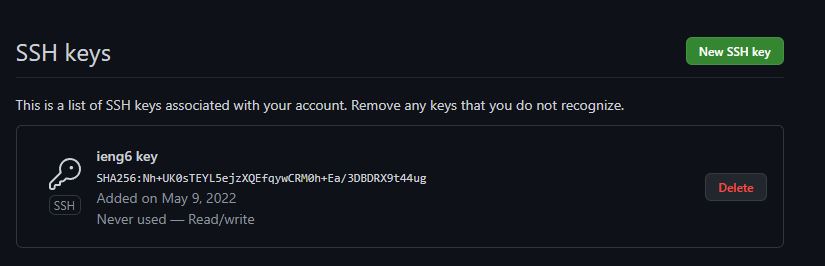 SSH keys
New SSH key
This is a list of SSH keys associated with your account. Remove any keys that you do not recognize.
ieng6 key
SHA256:Nh+UK0sTEYL5ejzXQEfqywCRM0h+Ea/3DBDRX9t44ug
SSH
Added on May 9, 2022
Never used — Read/write
Delete